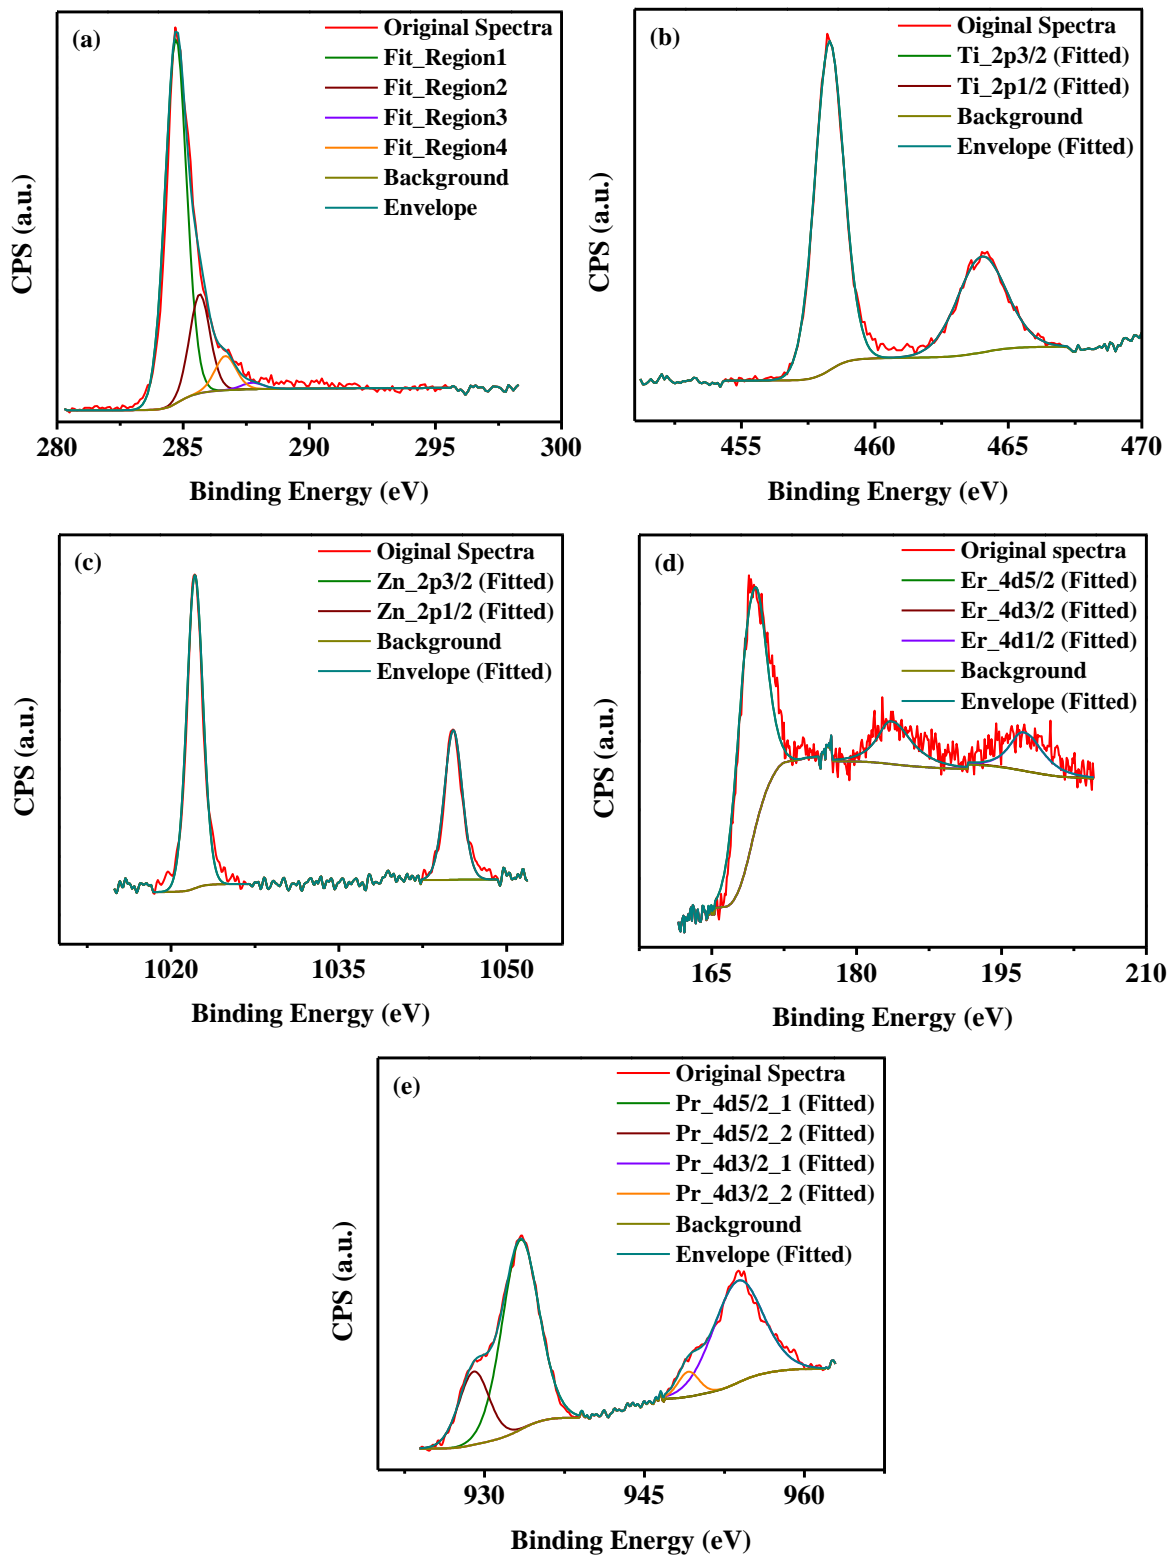 (a)
Original Spectra
Fit_Region1
Fit_Region2
Fit_Region3
Fit_Region4
Background
Envelope
CPS (a.u.)
280 285 290 295 300
Binding Energy (eV)
(b)
Oiginal Spectra
Ti_2p3/2 (Fitted)
Ti_2p1/2 (Fitted)
Background
Envelope (Fitted)
CPS (a.u.)
455 460 465 470
Binding Energy (eV)
(c)
Oiginal Spectra
Zn_2p3/2 (Fitted)
Zn_2p1/2 (Fitted)
Background
Envelope (Fitted)
CPS (a.u.)
1020 1035 1050
Binding Energy (eV)
(d)
Original spectra
Er_4d5/2 (Fitted)
Er_4d3/2 (Fitted)
Er_4d1/2 (Fitted)
Background
Envelope (Fitted)
CPS (a.u.)
165 180 195 210
Binding Energy (eV)
(e)
Original Spectra
Pr_4d5/2_1 (Fitted)
Pr_4d5/2_2 (Fitted)
Pr_4d3/2_1 (Fitted)
Pr_4d3/2_2 (Fitted)
Background
Envelope (Fitted)
CPS (a.u.)
930 945 960
Binding Energy (eV)